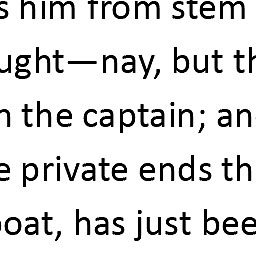 s him from stem
ught—nay, but th
n the captain; an
e private ends th
oat, has just bee